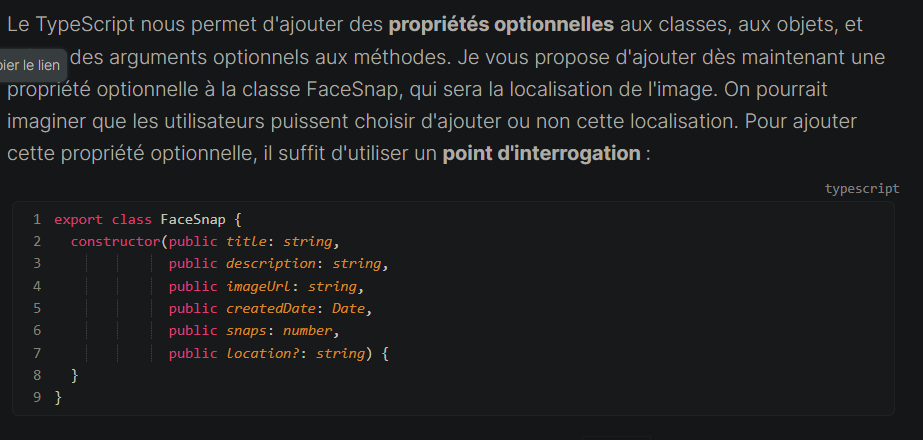 Le TypeScript nous permet d'ajouter des propriétés optionnelles aux classes, aux objets, et
pier le lien des arguments optionnels aux méthodes. Je vous propose d'ajouter dès maintenant une
propriété optionnelle à la classe FaceSnap, qui sera la localisation de l'image. On pourrait
imaginer que les utilisateurs puissent choisir d'ajouter ou non cette localisation. Pour ajouter
cette propriété optionnelle, il suffit d'utiliser un point d'interrogation :
typescript
1 export class FaceSnap {
2 constructor(public title: string,
3 public description: string,
4 public imageUrl: string,
5 public createdDate: Date,
6 public snaps: number,
7 public location?: string) {
8 }
9 }